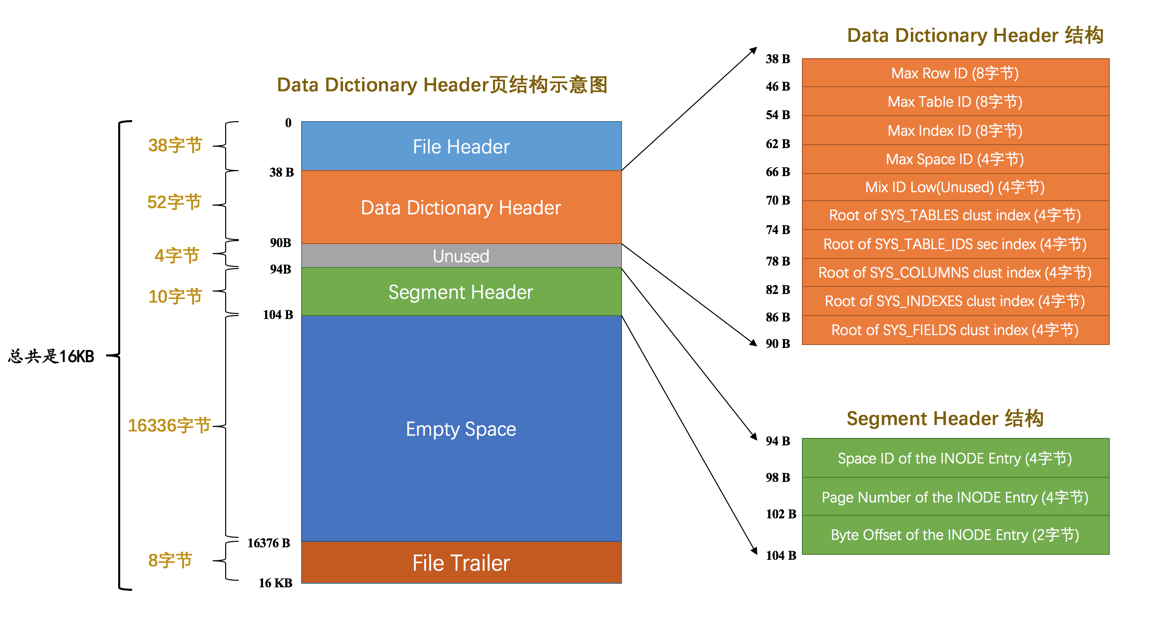 Data Dictionary Header页结构示意图
总共是16KB
38字节
52字节
4字节
10字节
16336字节
8字节
0
38 B
90B
94B
104 B
16376 B
16 KB
File Header
Data Dictionary Header
Unused
Segment Header
Empty Space
File Trailer
Data Dictionary Header 结构
38 B
Max Row ID (8字节)
46 B
Max Table ID (8字节)
54 B
Max Index ID (8字节)
62 B
Max Space ID (4字节)
66 B
Mix ID Low(Unused) (4字节)
70 B
Root of SYS_TABLES clust index (4字节)
74 B
Root of SYS_TABLE_IDS sec index (4字节)
78 B
Root of SYS_COLUMNS clust index (4字节)
82 B
Root of SYS_INDEXES clust index (4字节)
86 B
Root of SYS_FIELDS clust index (4字节)
90 B
Segment Header 结构
94 B
Space ID of the INODE Entry (4字节)
98 B
Page Number of the INODE Entry (4字节)
102 B
Byte Offset of the INODE Entry (2字节)
104 B